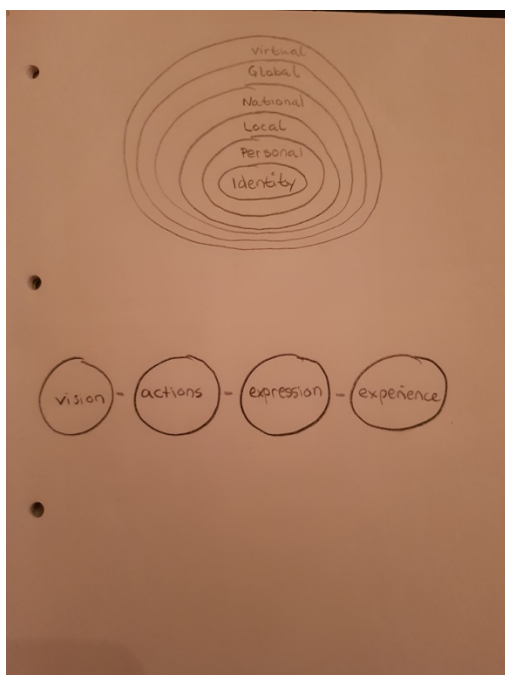 virtual
Global
National
Local
Personal
Identity
vision - actions - expression - experience